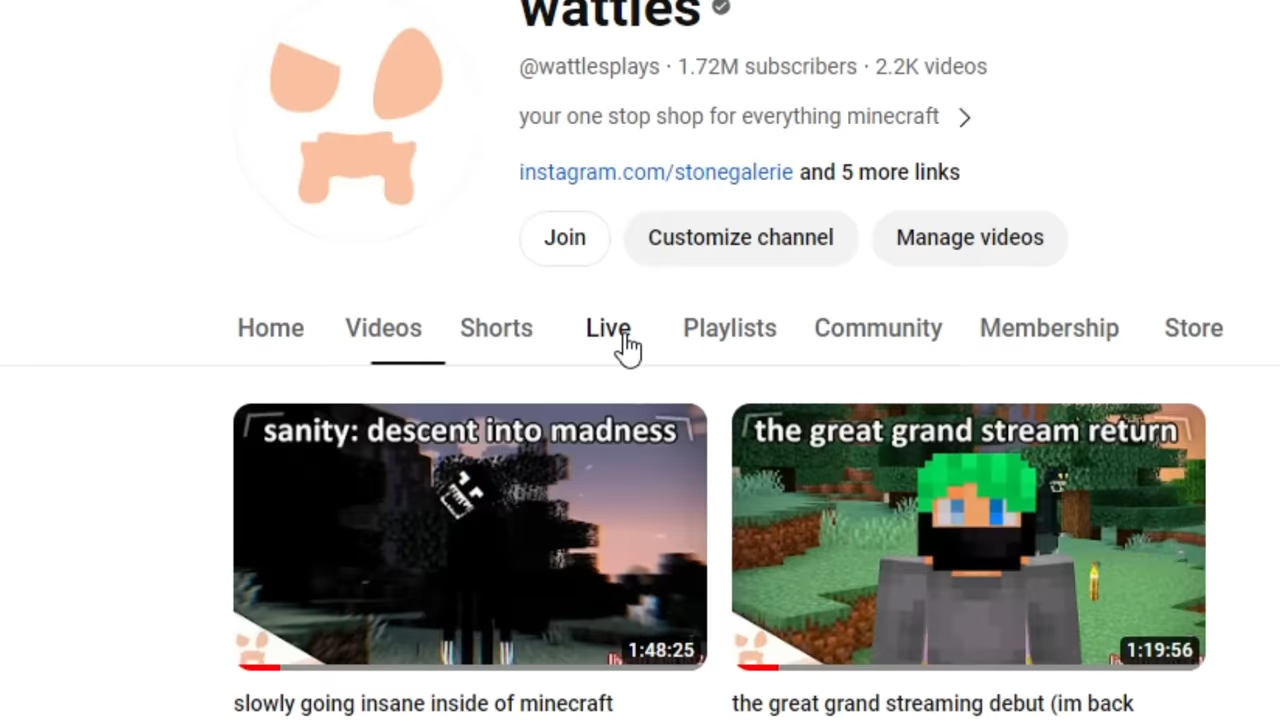 wattles
@wattlesplays · 1.72M subscribers · 2.2K videos
your one stop shop for everything minecraft
instagram.com/stonegalerie and 5 more links
Join Customize channel Manage videos
Home Videos Shorts Live Playlists Community Membership Store
sanity: descent into madness
the great grand stream return
1:48:25
1:19:56
slowly going insane inside of minecraft
the great grand streaming debut (im back